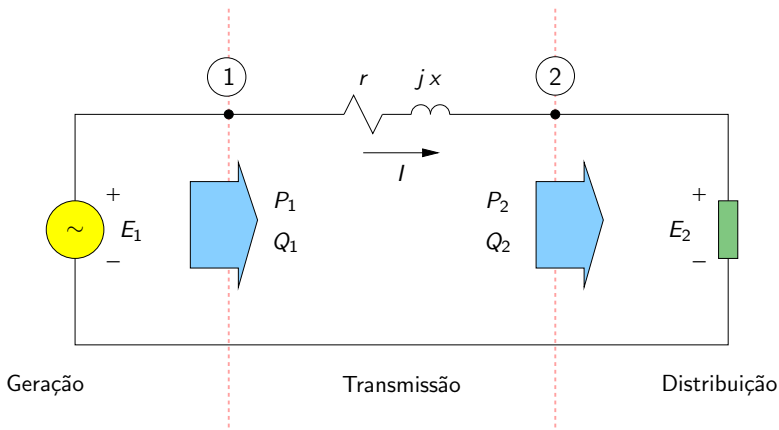 1
2
r
j x
I
+
E1
−
P1
Q1
P2
Q2
+
E2
−
~
Geração
Transmissão
Distribuição